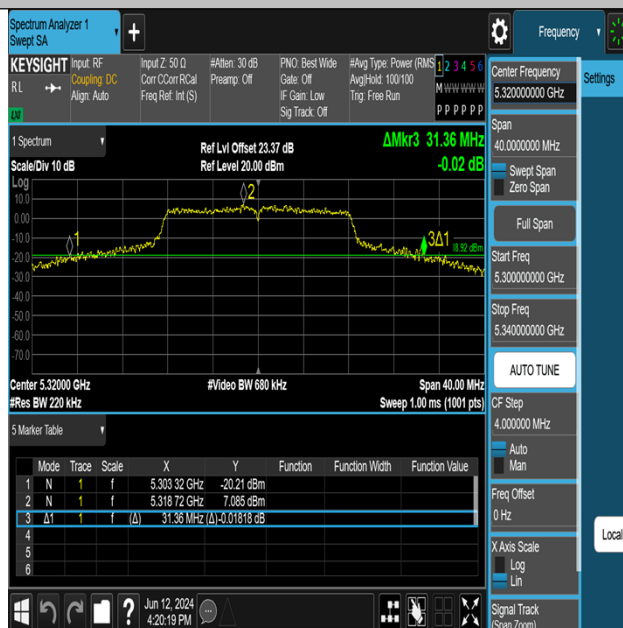 Spectrum Analyzer 1
Swept SA
+
Frequency
KEYSIGHT
RL
Input: RF
Coupling: DC
Align: Auto
Input Z: 50 Ω
Corr CCorr RCal
Freq Ref: Int (S)
#Atten: 30 dB
Preamp: Off
PNO: Best Wide
Gate: Off
IF Gain: Low
Sig Track: Off
#Avg Type: Power (RMS
Avg|Hold: 100/100
Trig: Free Run
1 2 3 4 5 6
M W W W W W
P P P P P P
LXI
1 Spectrum
Scale/Div 10 dB
Ref Lvl Offset 23.37 dB
Ref Level 20.00 dBm
ΔMkr3 31.36 MHz
-0.02 dB
Log
10.0
0.00
-10.0
-20.0
-30.0
-40.0
-50.0
-60.0
-70.0
1
2
3Δ1
Center 5.32000 GHz
#Res BW 220 kHz
#Video BW 680 kHz
Span 40.00 MHz
Sweep 1.00 ms (1001 pts)
5 Marker Table
Mode Trace Scale X Y Function Function Width Function Value
1 N 1 f 5.303 32 GHz -20.21 dBm
2 N 1 f 5.318 72 GHz 7.085 dBm
3 Δ1 1 f (Δ) 31.36 MHz (Δ) -0.01818 dB
4
5
6
?
Jun 12, 2024
4:20:19 PM
Center Frequency
5.320000000 GHz
Span
40.0000000 MHz
Swept Span
Zero Span
Full Span
Start Freq
5.300000000 GHz
Stop Freq
5.340000000 GHz
AUTO TUNE
CF Step
4.000000 MHz
Auto
Man
Freq Offset
0 Hz
X Axis Scale
Log
Lin
Signal Track
(Span Zoom)
Settings
Local